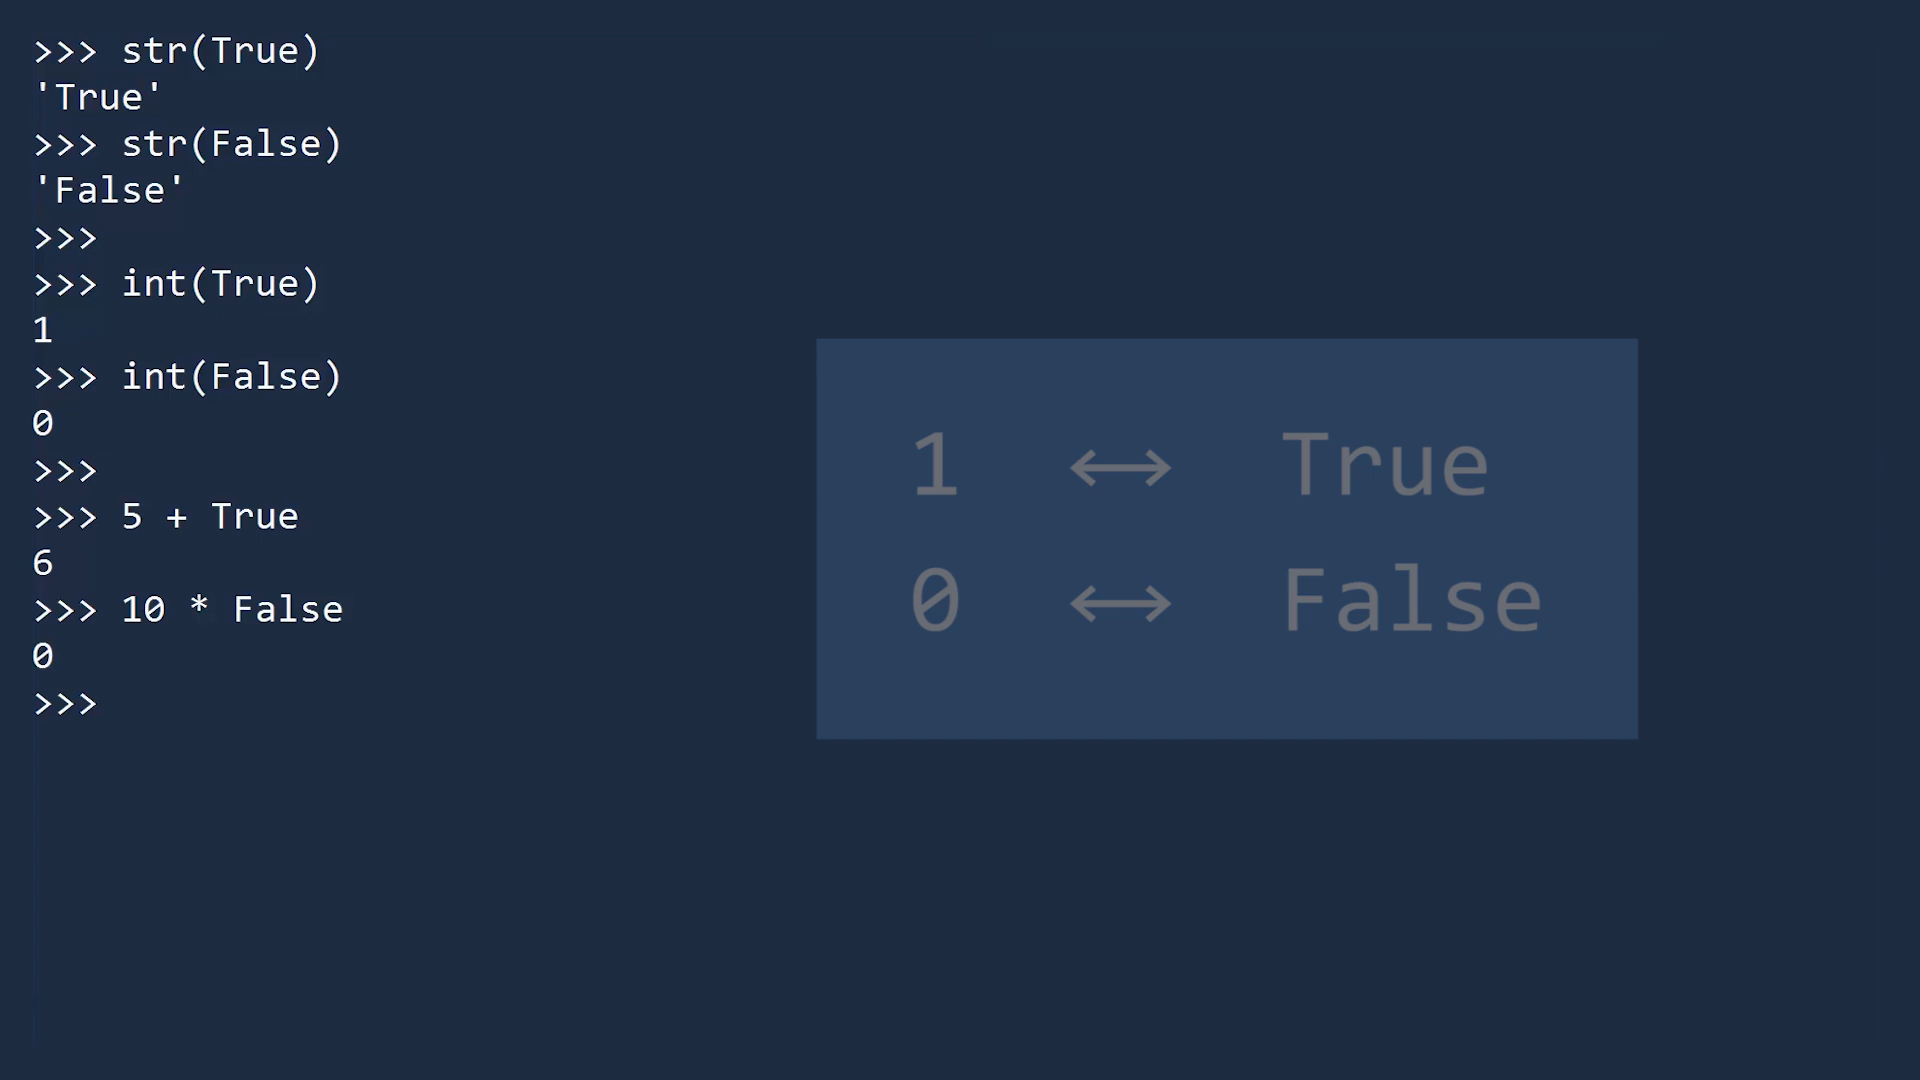 >>> str(True)
'True'
>>> str(False)
'False'
>>>
>>> int(True)
1
>>> int(False)
0
>>>
>>> 5 + True
6
>>> 10 * False
0
>>>
1 ↔ True
0 ↔ False